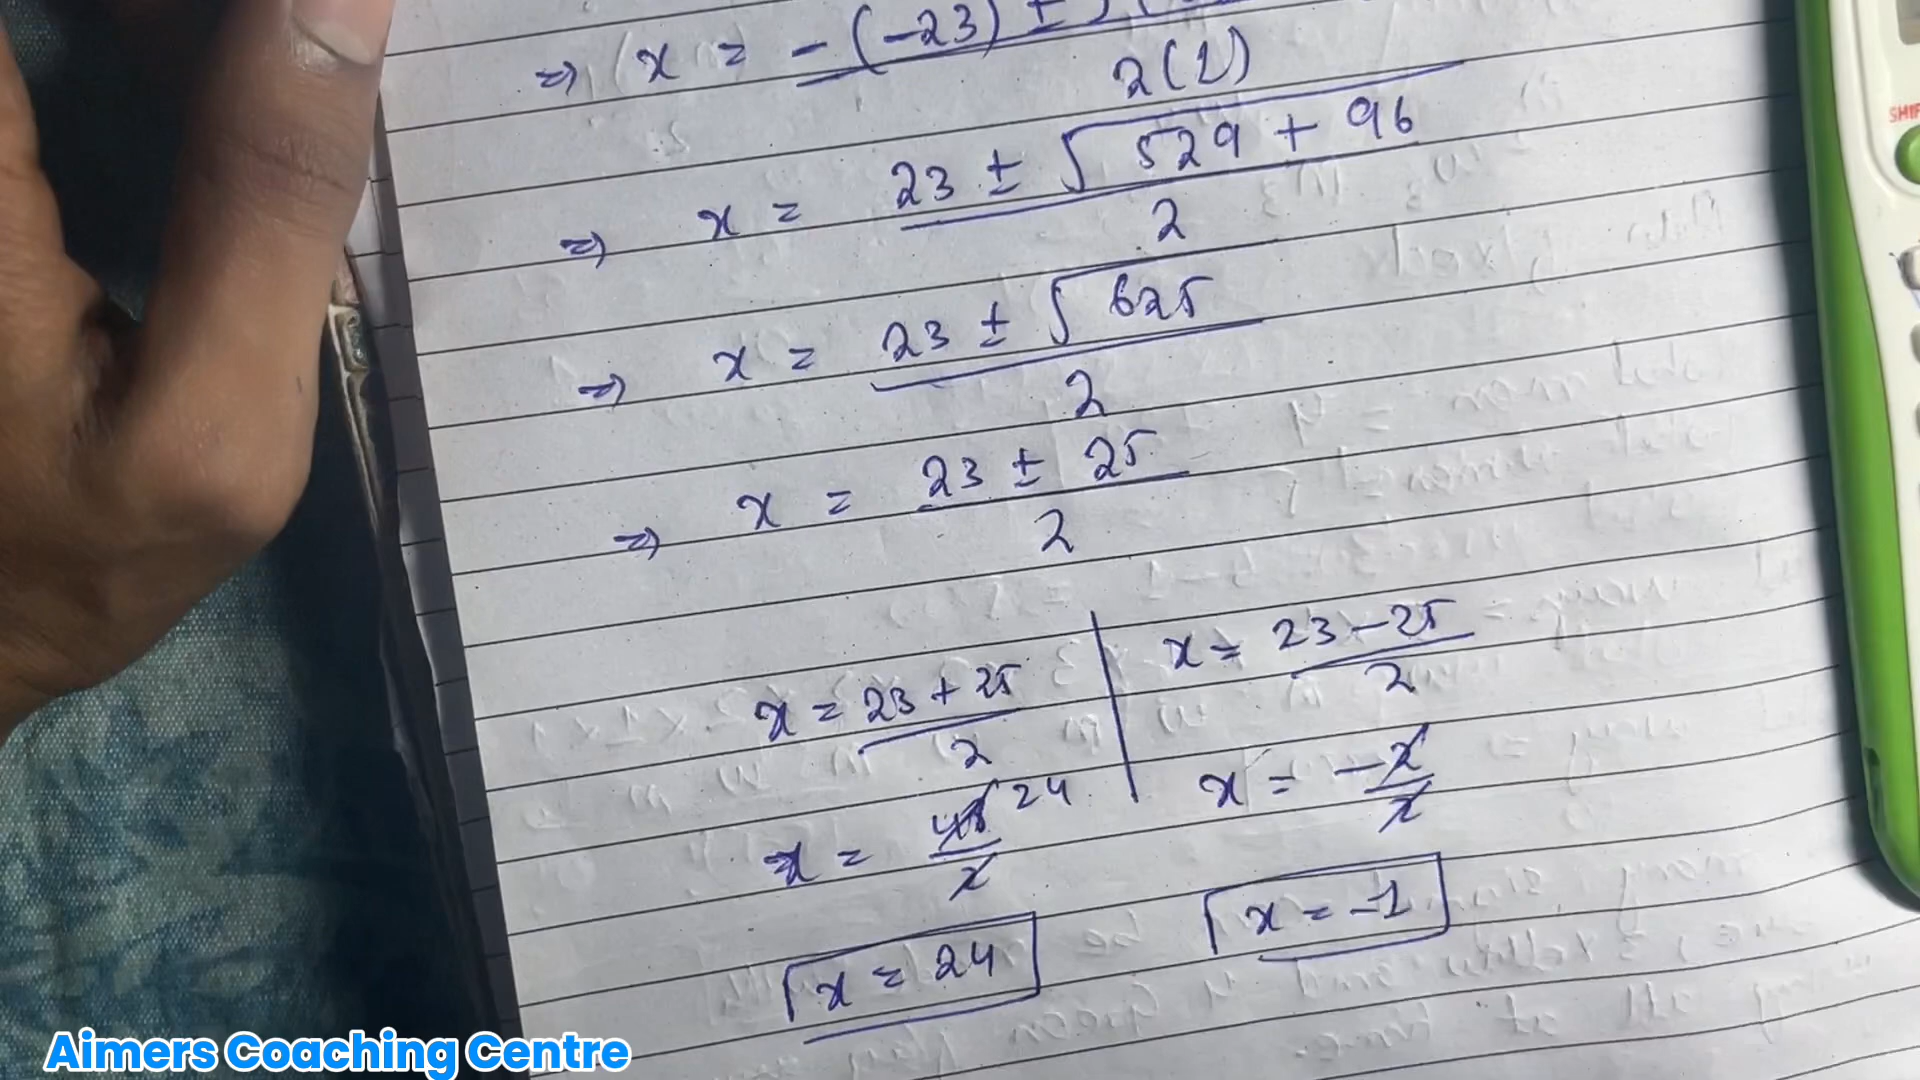 ⇒ x = -(-23) ±
2(1)
⇒ x = 23 ± √529 + 96
2
⇒ x = 23 ± √625
2
⇒ x = 23 ± 25
2
x = 23 + 25
2
x = 48 24
2
x = 24
x = 23 - 25
2
x = -2
2
x = -1
SHIF
Aimers Coaching Centre